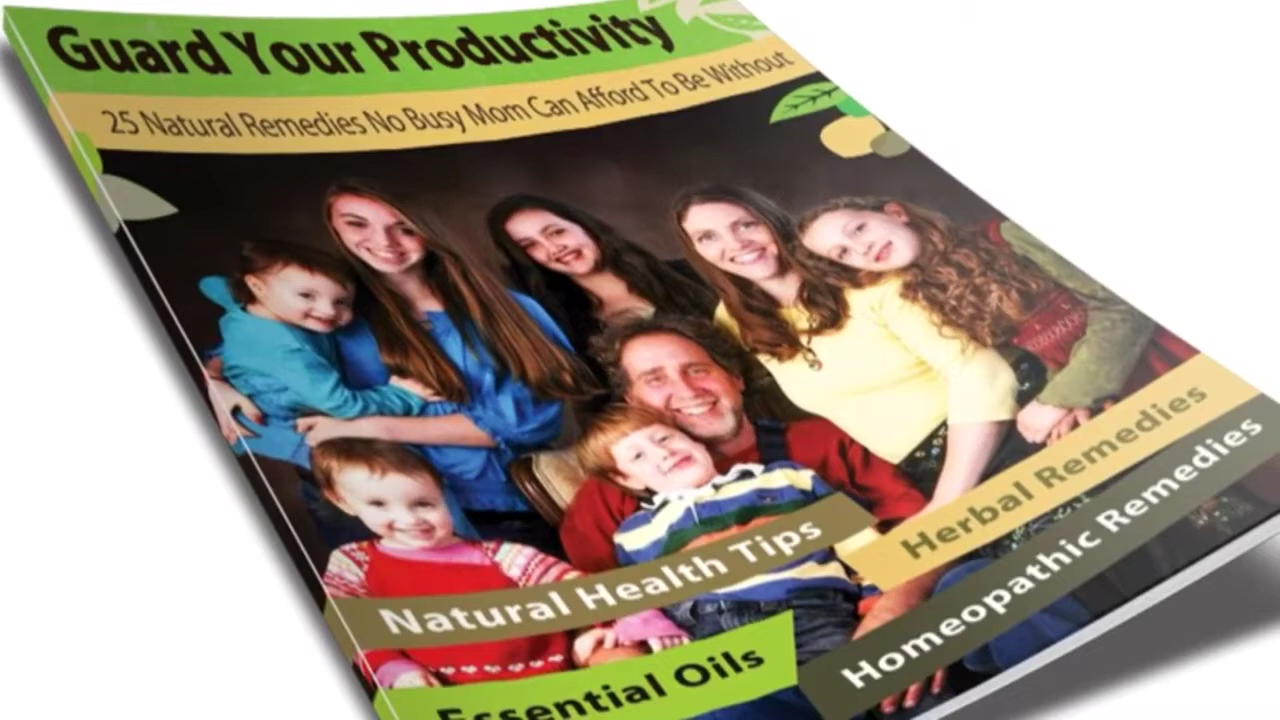 Guard Your Productivity
25 Natural Remedies No Busy Mom Can Afford To Be Without
Natural Health Tips
Herbal Remedies
Essential Oils
Homeopathic Remedies